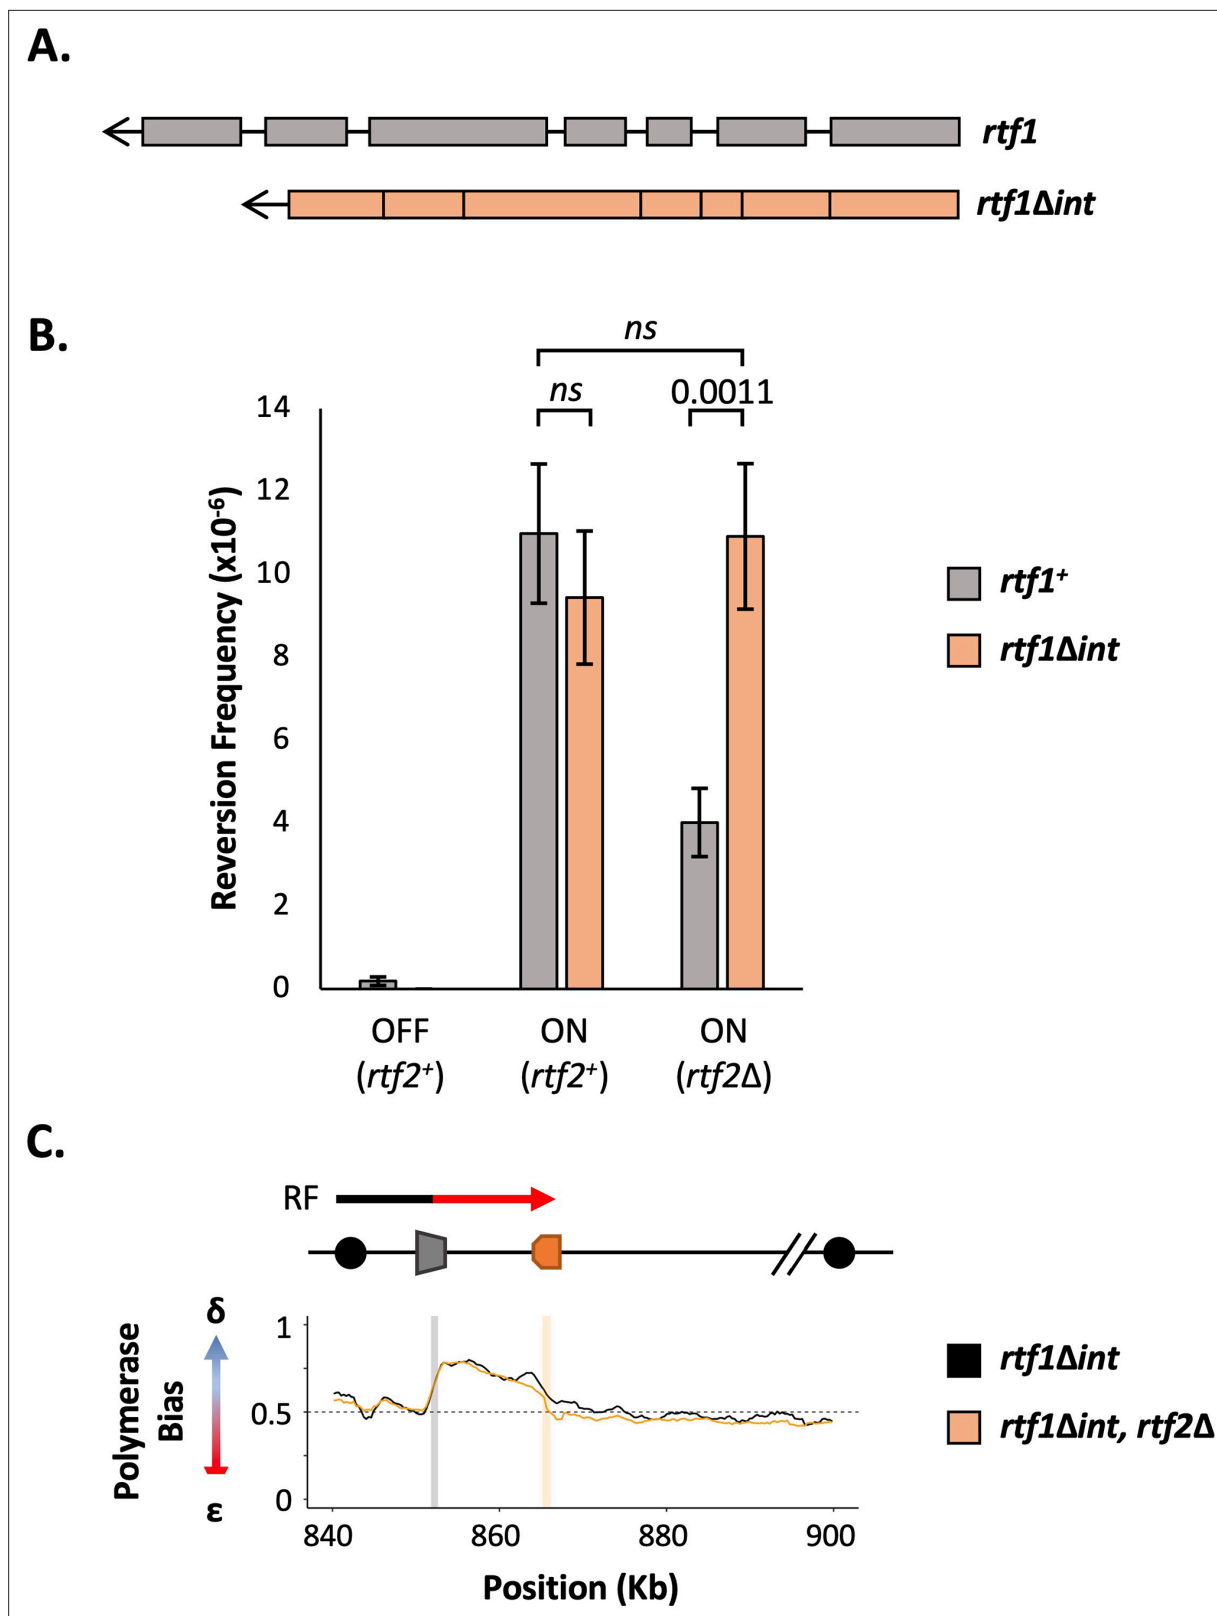 A.
rtf1
rtf1Δint
B.
ns
ns 0.0011
14
12
10
8
6
4
2
0
Reversion Frequency (x10⁻⁶)
OFF ON ON
(rtf2⁺) (rtf2⁺) (rtf2Δ)
rtf1⁺
rtf1Δint
C.
RF
Polymerase
Bias
δ
ε
1
0.5
0
840 860 880 900
Position (Kb)
rtf1Δint
rtf1Δint, rtf2Δ